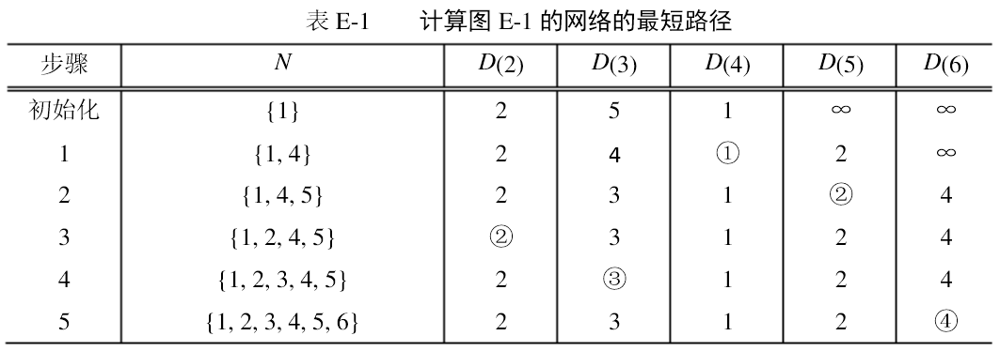 表 E-1 计算图 E-1 的网络的最短路径
步骤 N D(2) D(3) D(4) D(5) D(6)
初始化 {1} 2 5 1 ∞ ∞
1 {1, 4} 2 4 ① 2 ∞
2 {1, 4, 5} 2 3 1 ② 4
3 {1, 2, 4, 5} ② 3 1 2 4
4 {1, 2, 3, 4, 5} 2 ③ 1 2 4
5 {1, 2, 3, 4, 5, 6} 2 3 1 2 ④